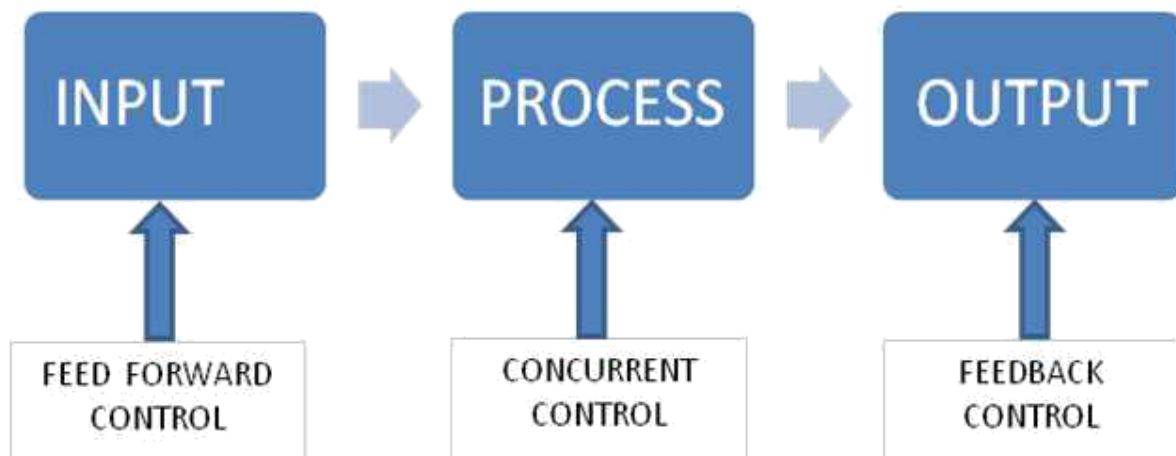 INPUT
PROCESS
OUTPUT
FEED FORWARD
CONTROL
CONCURRENT
CONTROL
FEEDBACK
CONTROL